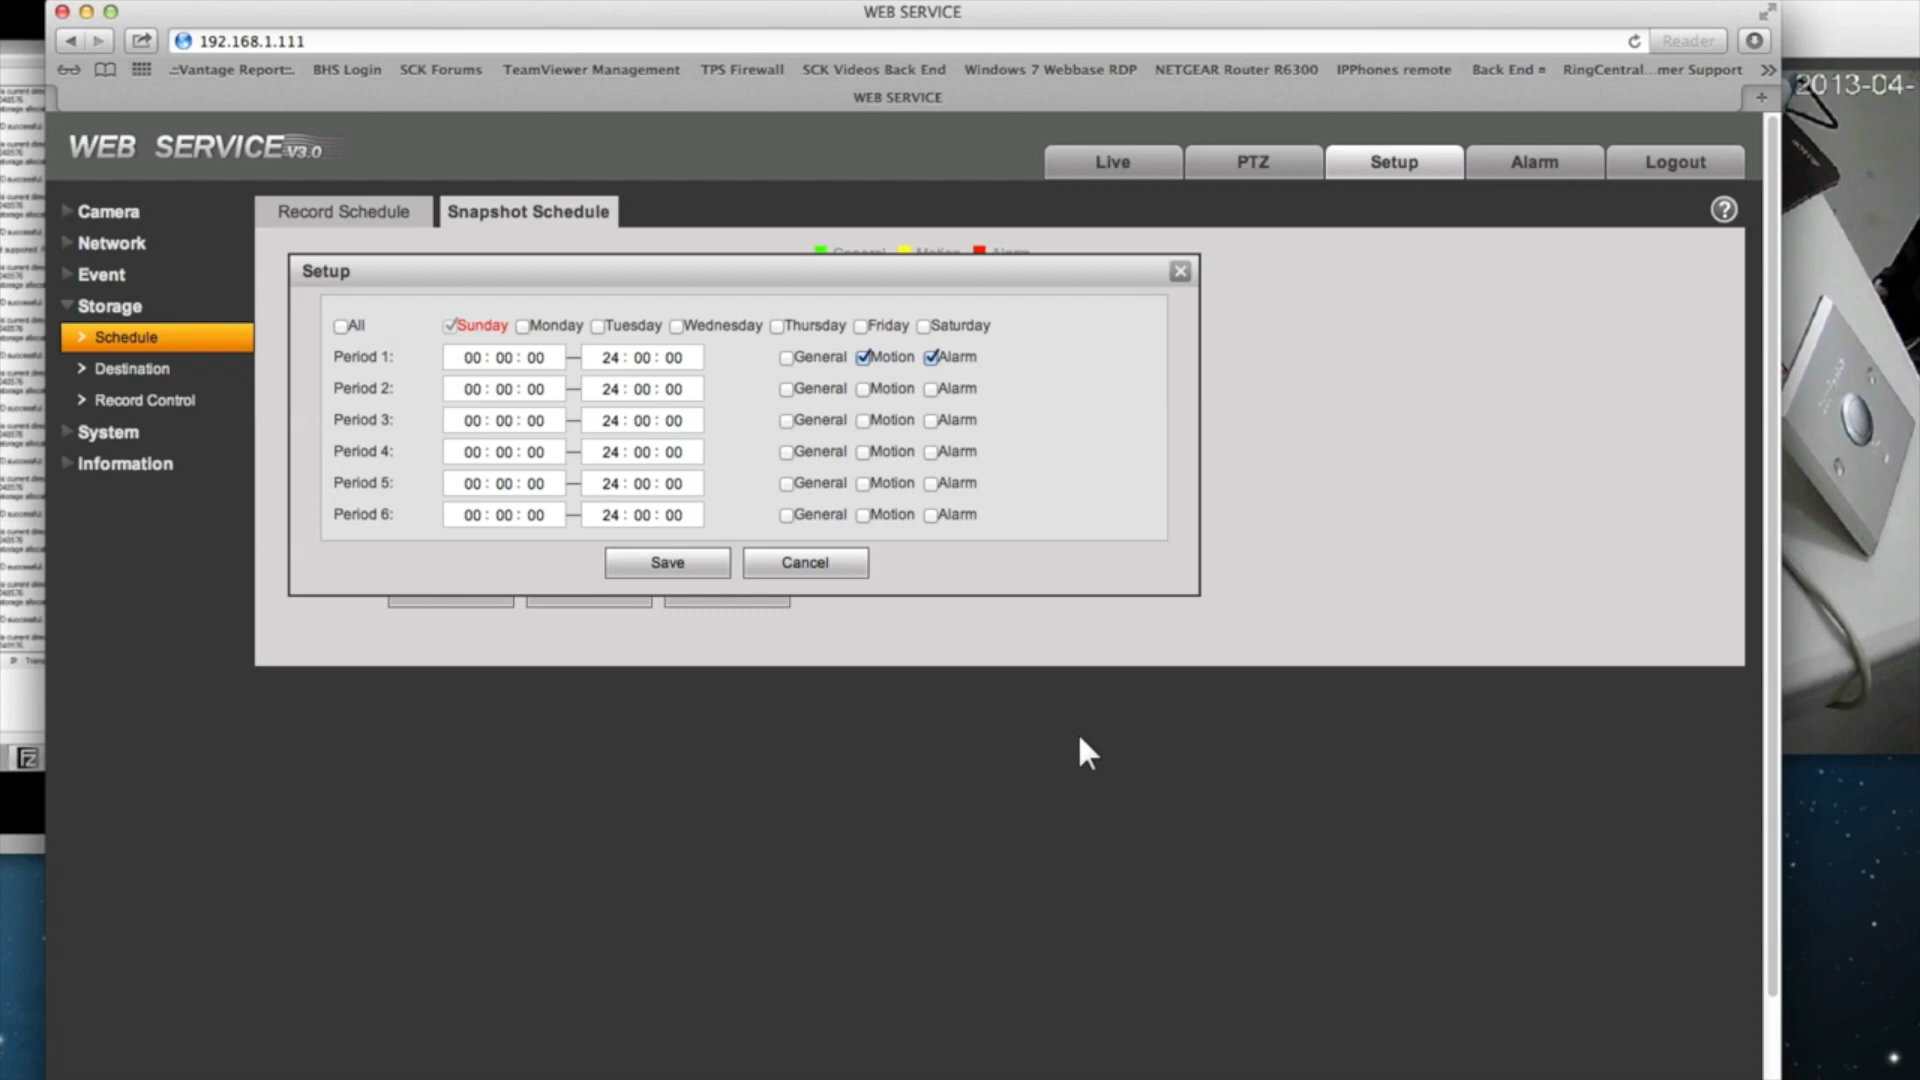 WEB SERVICE
192.168.1.111
Reader
::Vantage Report::. BHS Login SCK Forums TeamViewer Management TPS Firewall SCK Videos Back End Windows 7 Webbase RDP NETGEAR Router R6300 IPPhones remote Back End RingCentral...mer Support
WEB SERVICE
2013-04-
WEB SERVICE V3.0
Live PTZ Setup Alarm Logout
Camera
Network
Event
Storage
Schedule
Destination
Record Control
System
Information
Record Schedule Snapshot Schedule
General Motion Alarm
Setup
All Sunday Monday Tuesday Wednesday Thursday Friday Saturday
Period 1: 00 : 00 : 00 — 24 : 00 : 00 General Motion Alarm
Period 2: 00 : 00 : 00 — 24 : 00 : 00 General Motion Alarm
Period 3: 00 : 00 : 00 — 24 : 00 : 00 General Motion Alarm
Period 4: 00 : 00 : 00 — 24 : 00 : 00 General Motion Alarm
Period 5: 00 : 00 : 00 — 24 : 00 : 00 General Motion Alarm
Period 6: 00 : 00 : 00 — 24 : 00 : 00 General Motion Alarm
Save Cancel